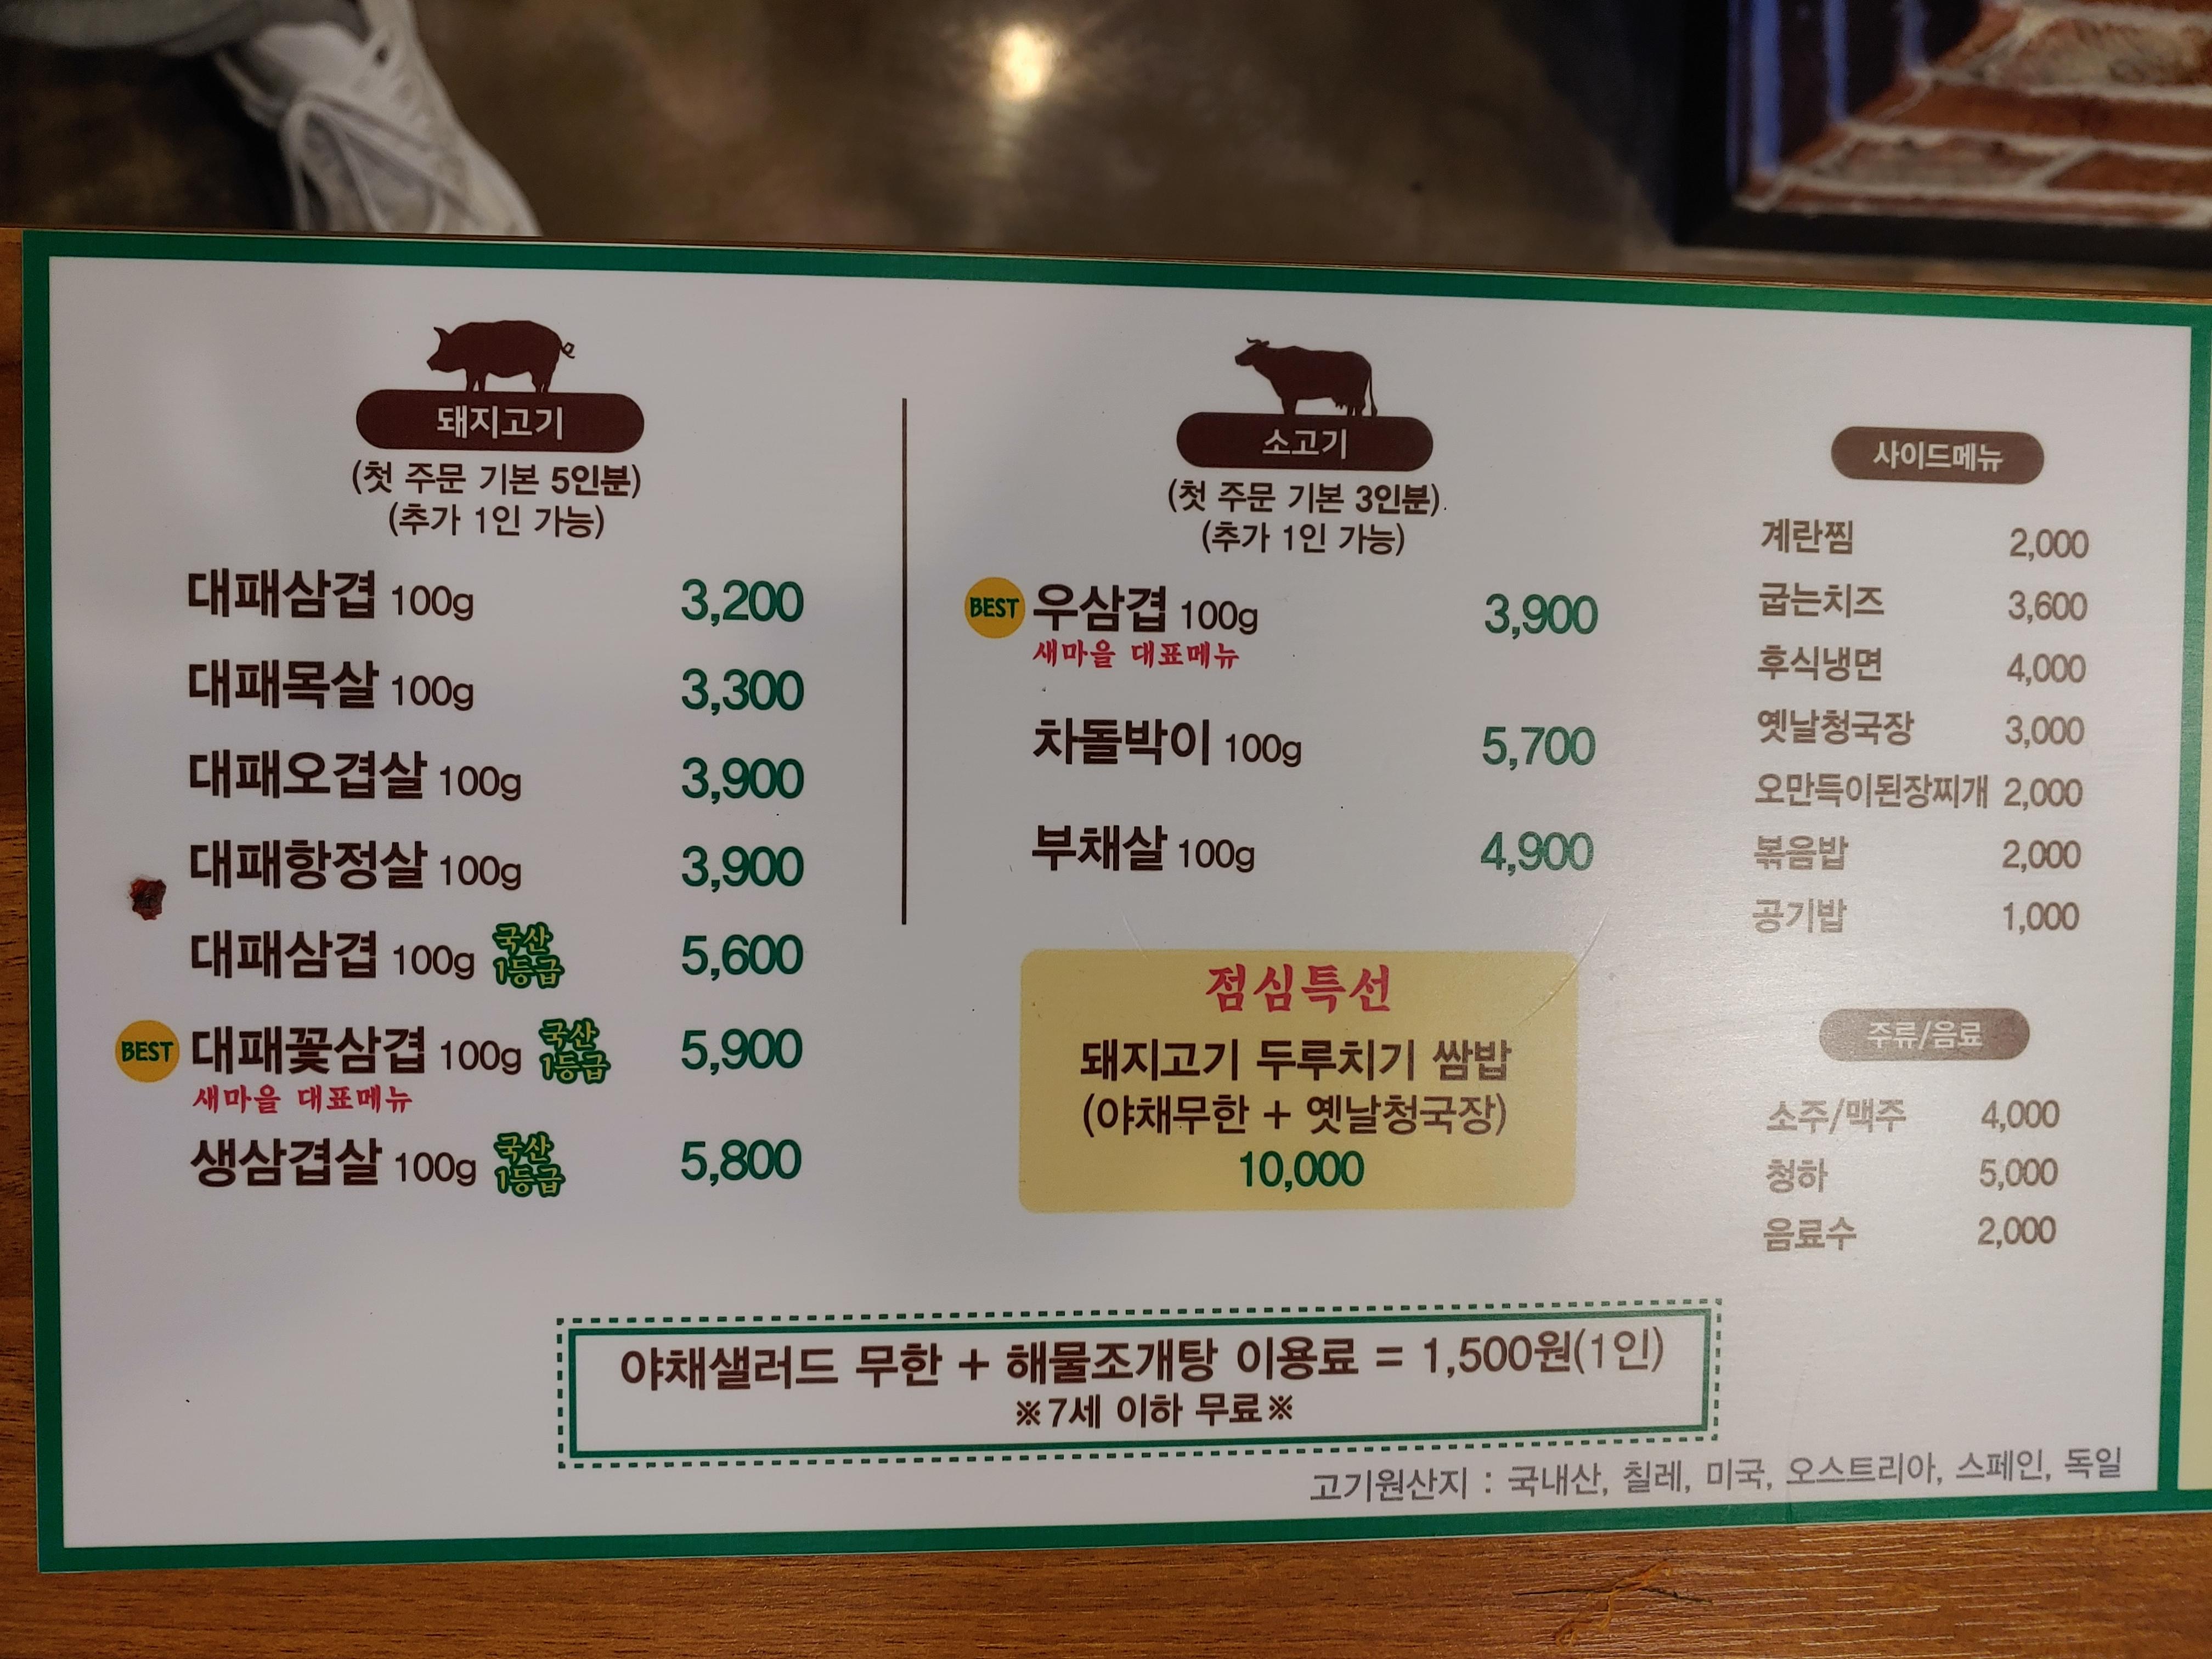 돼지고기
(첫 주문 기본 5인분)
(추가 1인 가능)
대패삼겹 100g 3,200
대패목살 100g 3,300
대패오겹살 100g 3,900
대패항정살 100g 3,900
대패삼겹 100g 국산 1등급 5,600
BEST 대패꽃삼겹 100g 국산 1등급 5,900
새마을 대표메뉴
생삼겹살 100g 국산 1등급 5,800
소고기
(첫 주문 기본 3인분)
(추가 1인 가능)
BEST 우삼겹 100g 3,900
새마을 대표메뉴
차돌박이 100g 5,700
부채살 100g 4,900
점심특선
돼지고기 두루치기 쌈밥
(야채무한 + 옛날청국장)
10,000
사이드메뉴
계란찜 2,000
굽는치즈 3,600
후식냉면 4,000
옛날청국장 3,000
오만득이된장찌개 2,000
볶음밥 2,000
공기밥 1,000
주류/음료
소주/맥주 4,000
청하 5,000
음료수 2,000
야채샐러드 무한 + 해물조개탕 이용료 = 1,500원(1인)
※7세 이하 무료※
고기원산지 : 국내산, 칠레, 미국, 오스트리아, 스페인, 독일